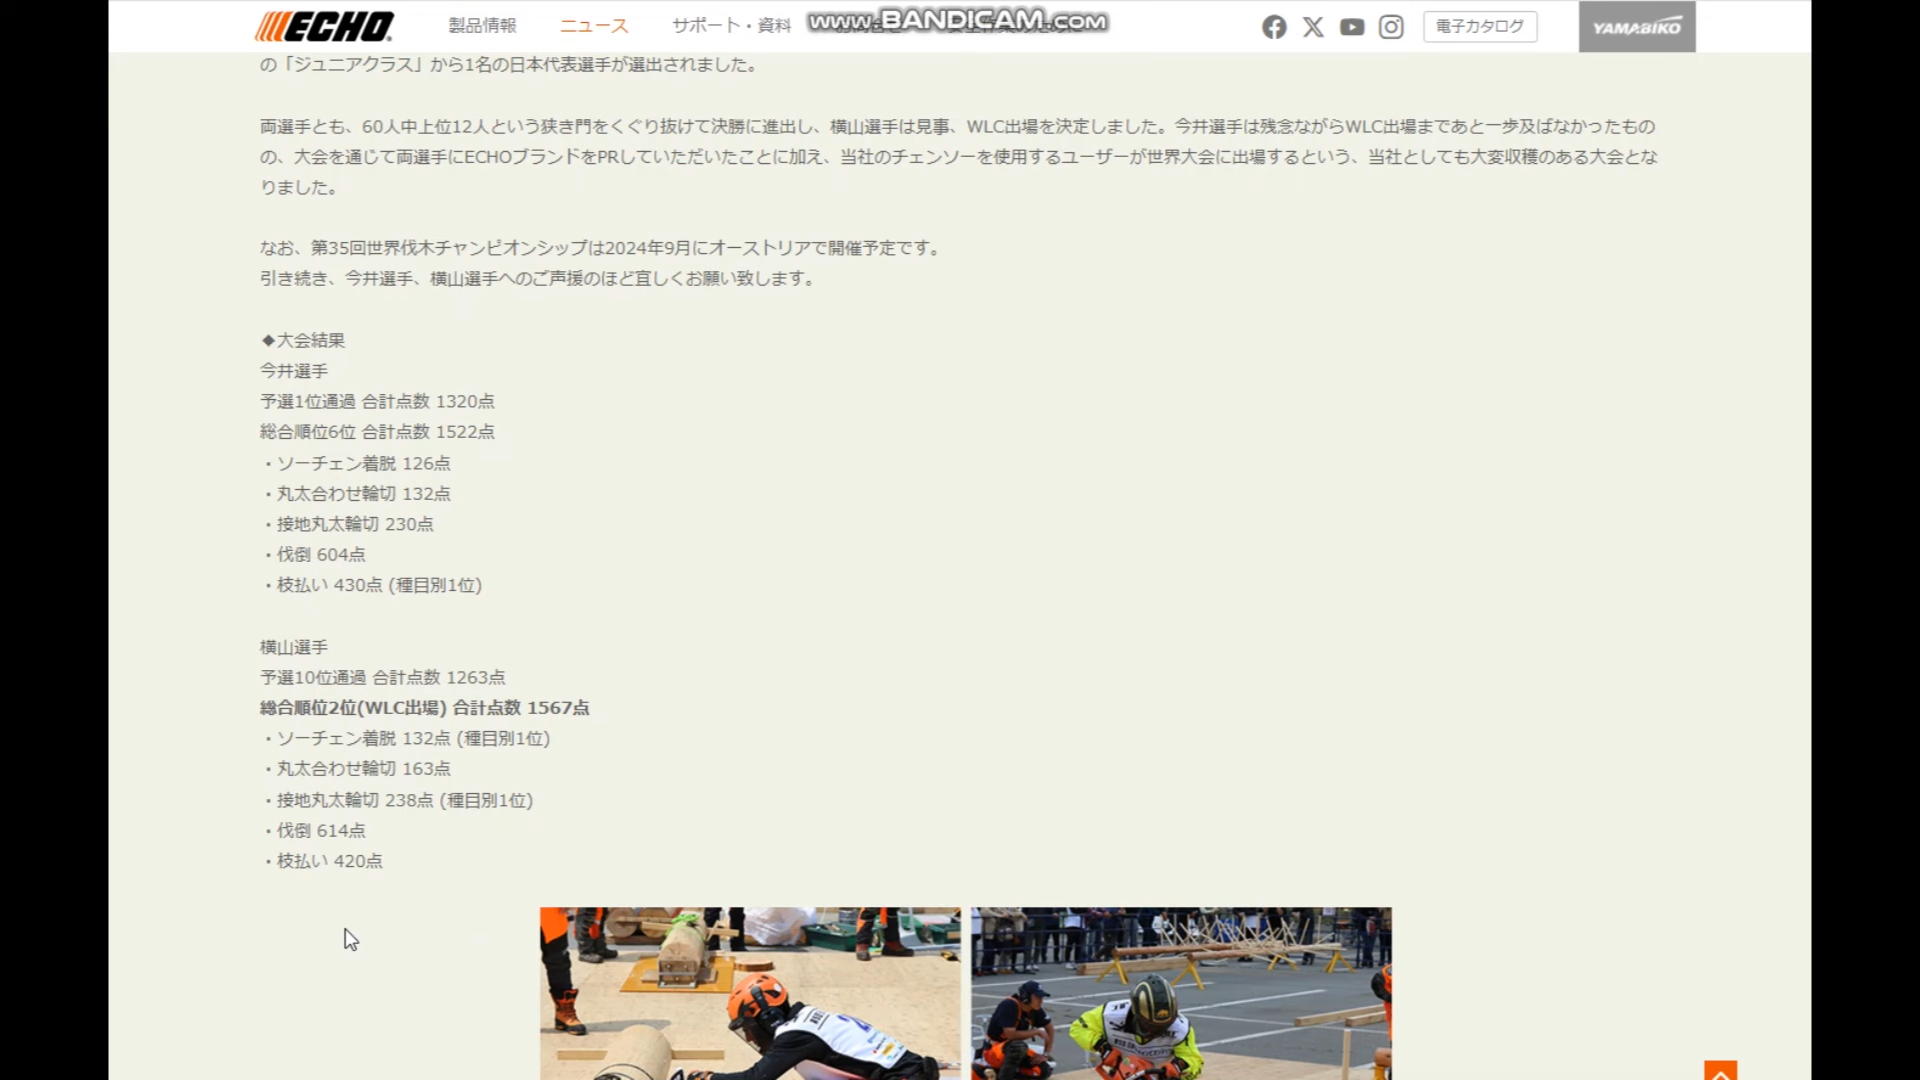 ECHO
製品情報 ニュース サポート・資料 www.BANDICAM.com 電子カタログ YAMABIKO
の「ジュニアクラス」から1名の日本代表選手が選出されました。
両選手とも、60人中上位12人という狭き門をくぐり抜けて決勝に進出し、横山選手は見事、WLC出場を決定しました。今井選手は残念ながらWLC出場まであと一歩及ばなかったもの
の、大会を通じて両選手にECHOブランドをPRしていただいたことに加え、当社のチェンソーを使用するユーザーが世界大会に出場するという、当社としても大変収穫のある大会とな
りました。
なお、第35回世界伐木チャンピオンシップは2024年9月にオーストリアで開催予定です。
引き続き、今井選手、横山選手へのご声援のほど宜しくお願い致します。
◆大会結果
今井選手
予選1位通過 合計点数 1320点
総合順位6位 合計点数 1522点
・ソーチェン着脱 126点
・丸太合わせ輪切 132点
・接地丸太輪切 230点
・伐倒 604点
・枝払い 430点 (種目別1位)
横山選手
予選10位通過 合計点数 1263点
総合順位2位(WLC出場) 合計点数 1567点
・ソーチェン着脱 132点 (種目別1位)
・丸太合わせ輪切 163点
・接地丸太輪切 238点 (種目別1位)
・伐倒 614点
・枝払い 420点